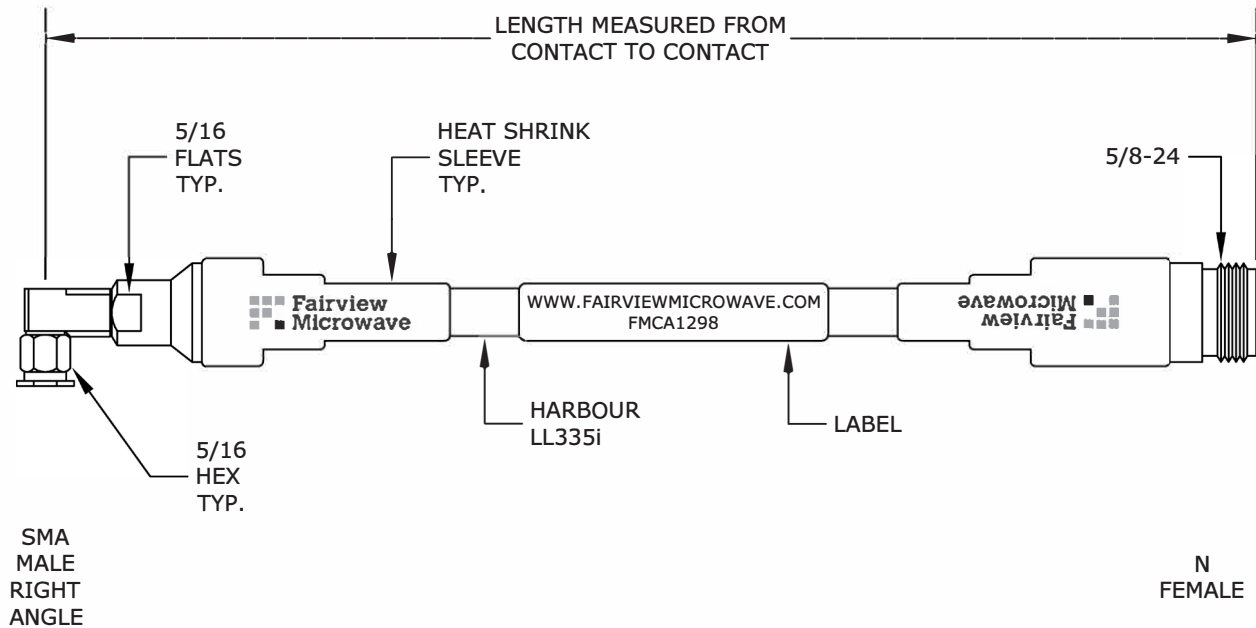 LENGTH MEASURED FROM
CONTACT TO CONTACT
5/16
FLATS
TYP.
HEAT SHRINK
SLEEVE
TYP.
5/8-24
Fairview
Microwave
WWW.FAIRVIEWMICROWAVE.COM
FMCA1298
Fairview
Microwave
HARBOUR
LL335i
LABEL
5/16
HEX
TYP.
SMA
MALE
RIGHT
ANGLE
N
FEMALE